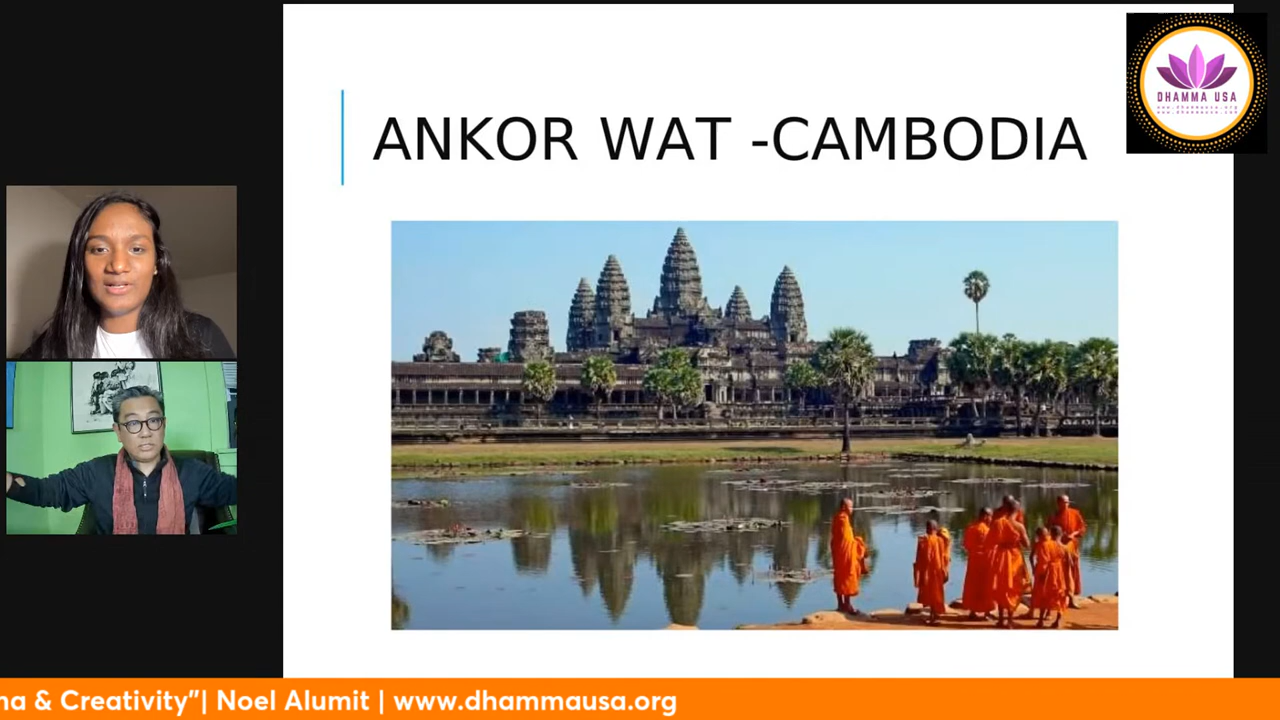 ANKOR WAT -CAMBODIA
DHAMMA USA
na & Creativity"| Noel Alumit | www.dhammausa.org